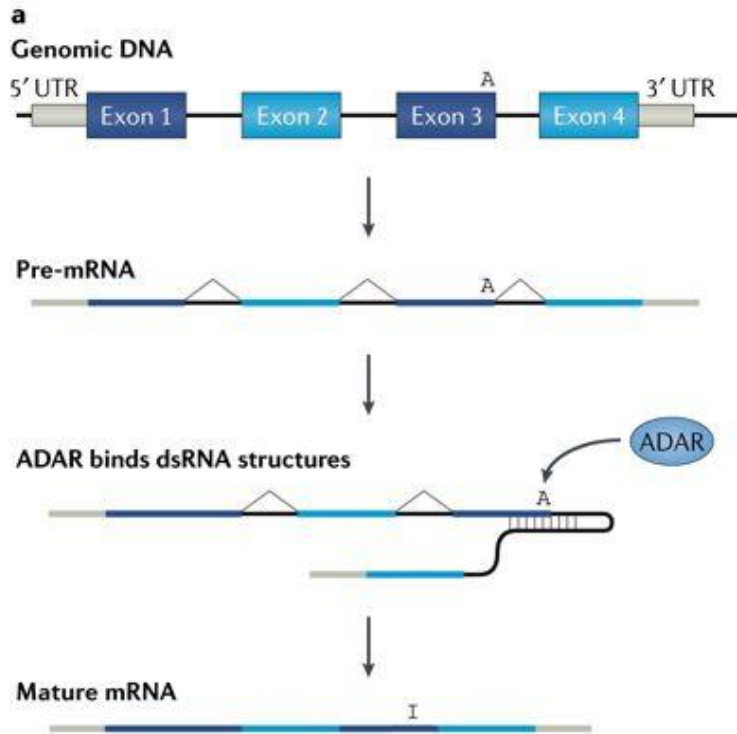 a
Genomic DNA
A
5′ UTR
Exon 1
Exon 2
Exon 3
Exon 4
3′ UTR
Pre-mRNA
A
ADAR
ADAR binds dsRNA structures
A
Mature mRNA
I